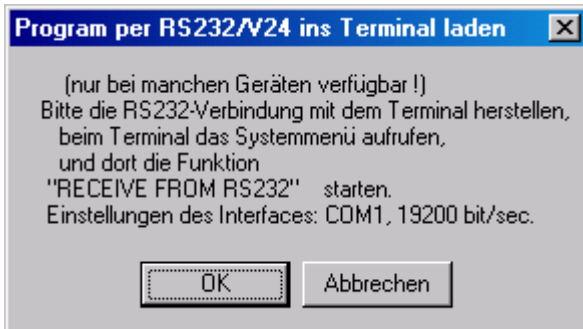 Program per RS232/V24 ins Terminal laden
(nur bei manchen Geräten verfügbar !)
Bitte die RS232-Verbindung mit dem Terminal herstellen,
beim Terminal das Systemmenü aufrufen,
und dort die Funktion
"RECEIVE FROM RS232" starten.
Einstellungen des Interfaces: COM1, 19200 bit/sec.
OK Abbrechen